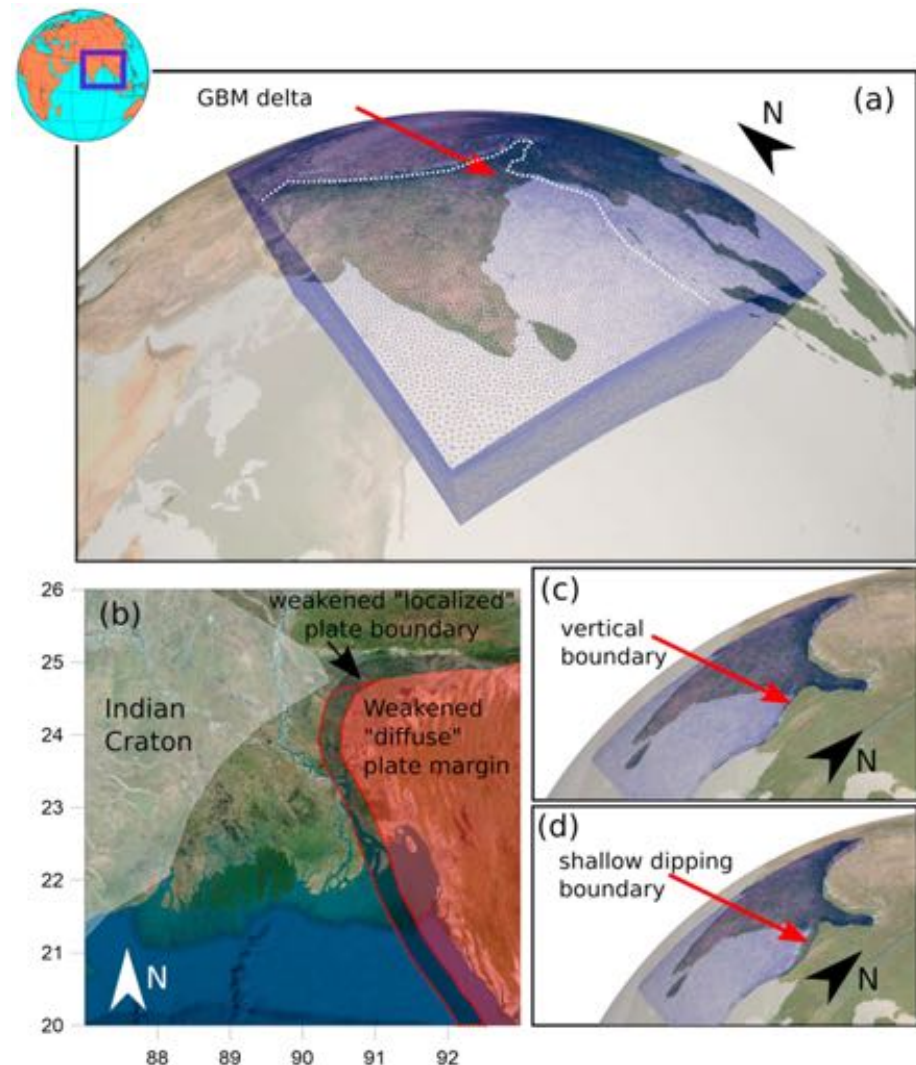 GBM delta
(a)
N
26
25
24
23
22
21
20
(b)
weakened "localized"
plate boundary
Indian
Craton
Weakened
"diffuse"
plate margin
N
88
89
90
91
92
(c)
vertical
boundary
N
(d)
shallow dipping
boundary
N